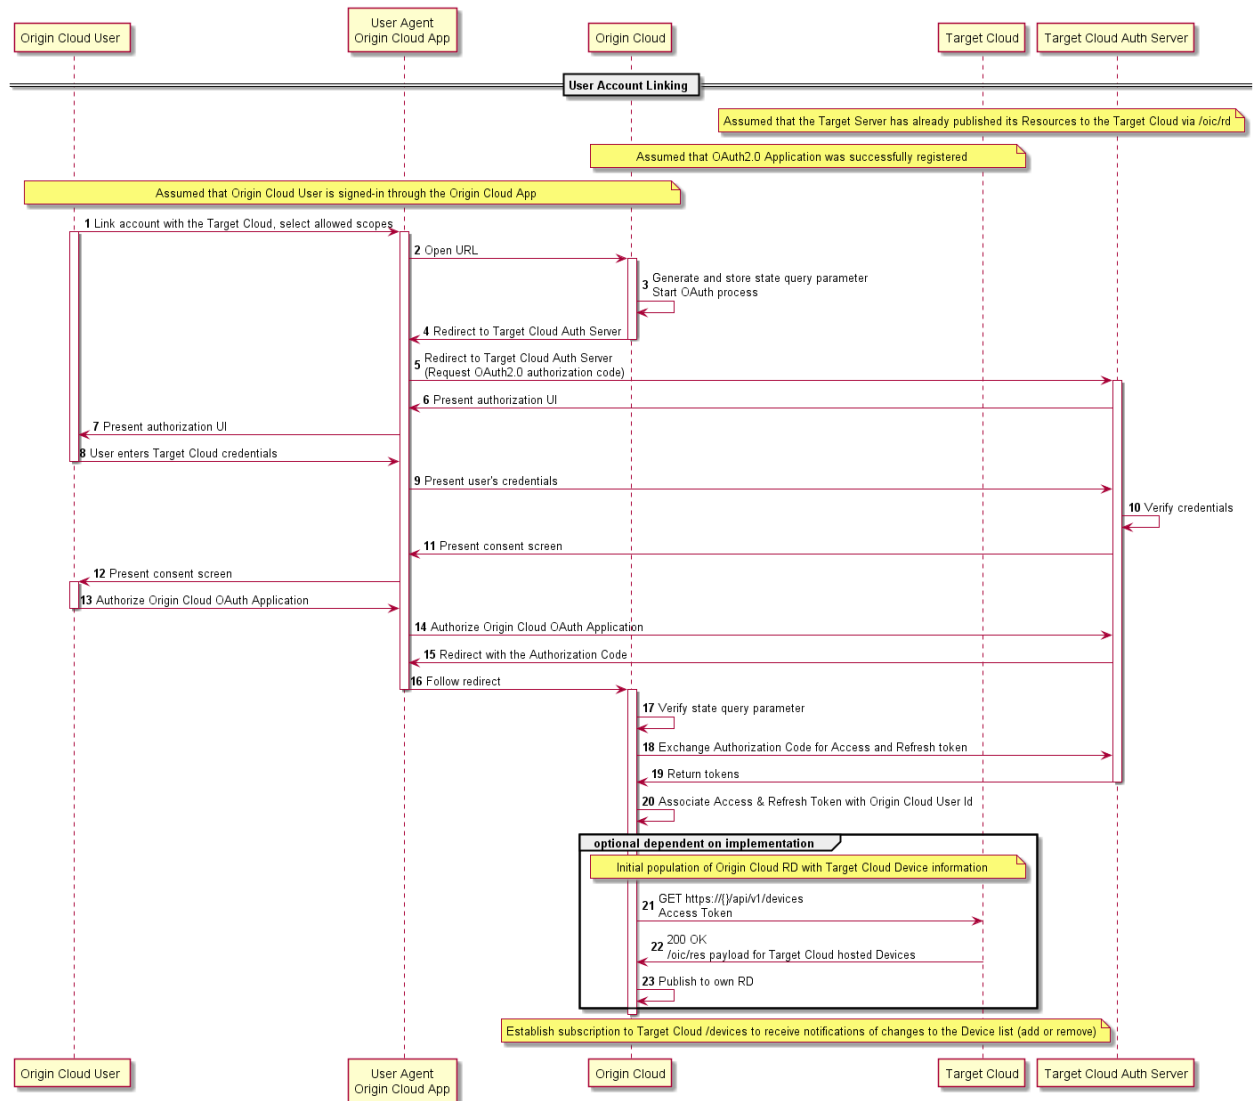 Origin Cloud User
User Agent
Origin Cloud App
Origin Cloud
Target Cloud
Target Cloud Auth Server
User Account Linking
Assumed that the Target Server has already published its Resources to the Target Cloud via /oic/rd
Assumed that OAuth2.0 Application was successfully registered
Assumed that Origin Cloud User is signed-in through the Origin Cloud App
1 Link account with the Target Cloud, select allowed scopes
2 Open URL
3 Generate and store state query parameter
Start OAuth process
4 Redirect to Target Cloud Auth Server
5 Redirect to Target Cloud Auth Server
(Request OAuth2.0 authorization code)
6 Present authorization UI
7 Present authorization UI
8 User enters Target Cloud credentials
9 Present user's credentials
10 Verify credentials
11 Present consent screen
12 Present consent screen
13 Authorize Origin Cloud OAuth Application
14 Authorize Origin Cloud OAuth Application
15 Redirect with the Authorization Code
16 Follow redirect
17 Verify state query parameter
18 Exchange Authorization Code for Access and Refresh token
19 Return tokens
20 Associate Access & Refresh Token with Origin Cloud User Id
optional dependent on implementation
Initial population of Origin Cloud RD with Target Cloud Device information
21 GET https://{}/api/v1/devices
Access Token
22 200 OK
/oic/res payload for Target Cloud hosted Devices
23 Publish to own RD
Establish subscription to Target Cloud /devices to receive notifications of changes to the Device list (add or remove)
Origin Cloud User
User Agent
Origin Cloud App
Origin Cloud
Target Cloud
Target Cloud Auth Server